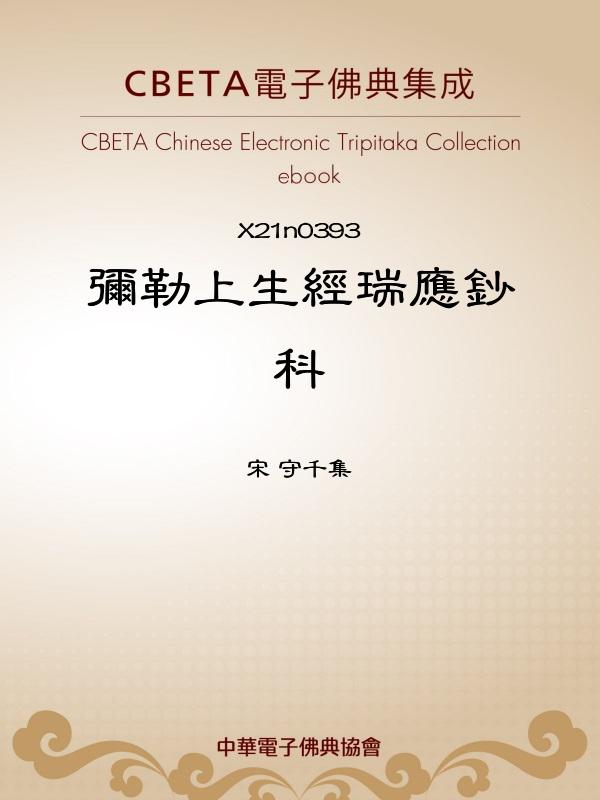 CBETA電子佛典集成
CBETA Chinese Electronic Tripitaka Collection
ebook
X21n0393
彌勒上生經瑞應鈔
科
宋 守千集
中華電子佛典協會